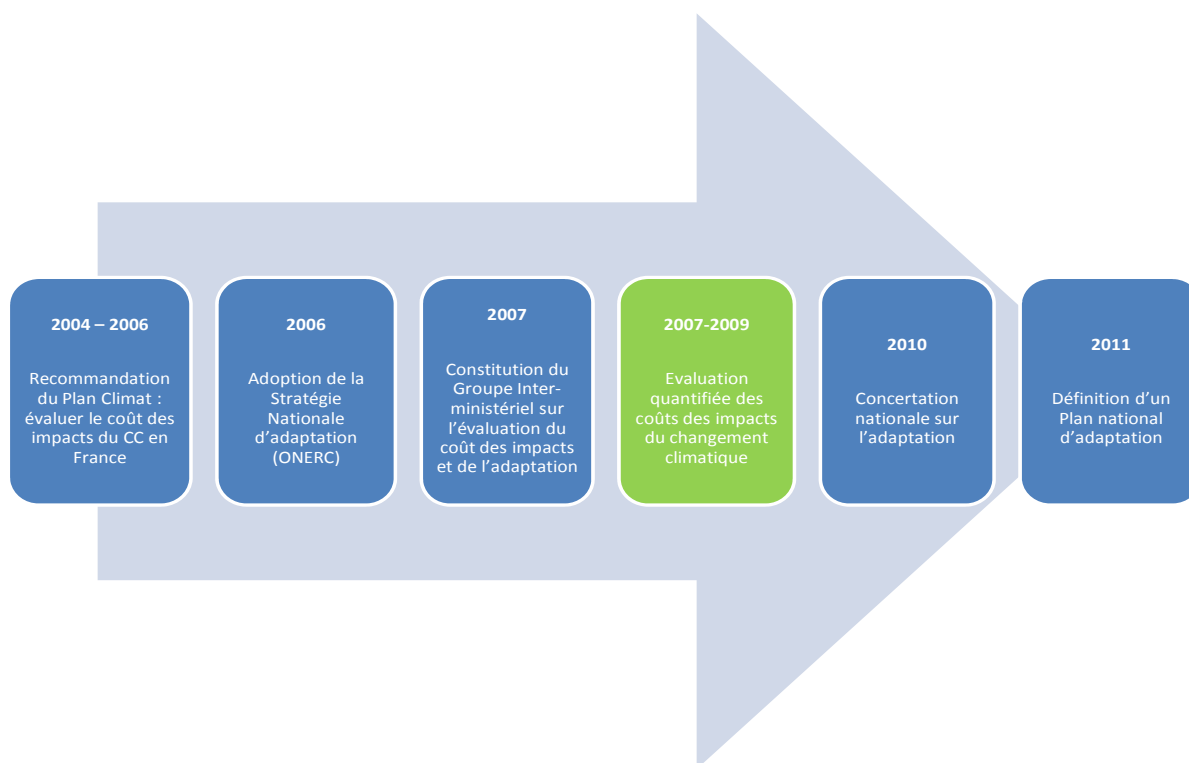 2004 – 2006
Recommandation
du Plan Climat :
évaluer le coût des
impacts du CC en
France
2006
Adoption de la
Stratégie
Nationale
d'adaptation
(ONERC)
2007
Constitution du
Groupe Inter-
ministériel sur
l'évaluation du
coût des impacts
et de l'adaptation
2007-2009
Evaluation
quantifiée des
coûts des impacts
du changement
climatique
2010
Concertation
nationale sur
l'adaptation
2011
Définition d'un
Plan national
d'adaptation